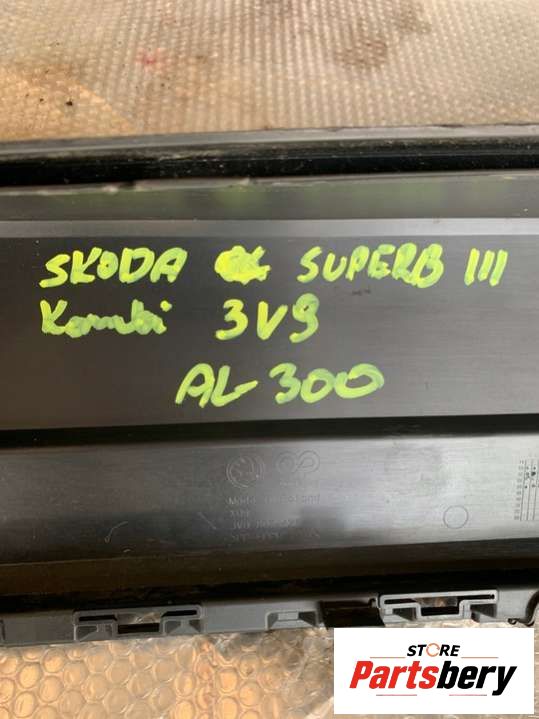 SKODA SUPERB III
Kombi 3V9
AL 300
STORE
Partsbery